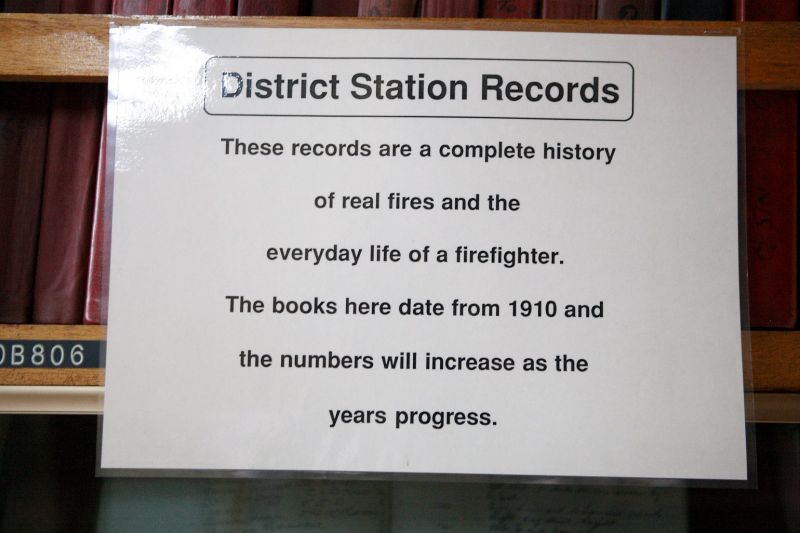 District Station Records
These records are a complete history
of real fires and the
everyday life of a firefighter.
The books here date from 1910 and
the numbers will increase as the
years progress.
0B806